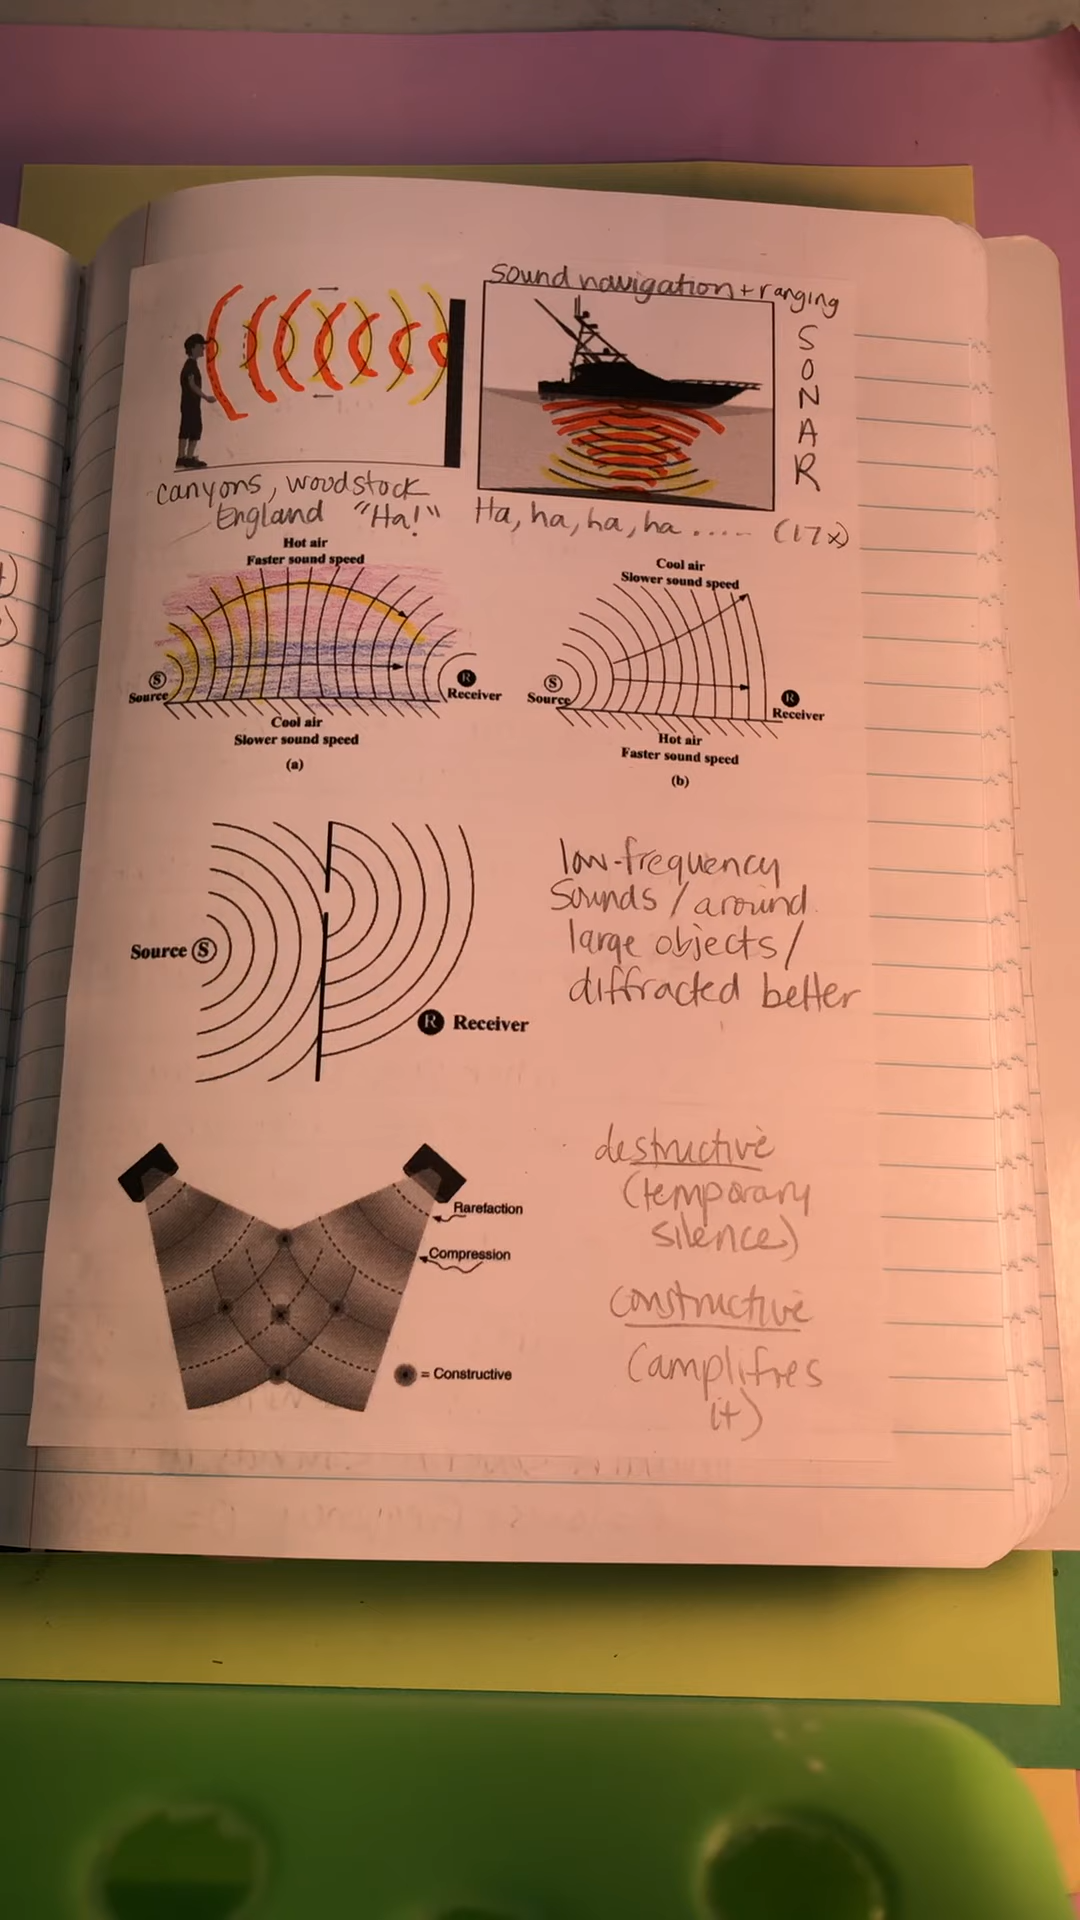 Sound navigation + ranging
S
O
N
A
R
canyons, woodstock
England "Ha!"
Ha, ha, ha, ha ..... (17x)
Hot air
Faster sound speed
S
Source
R
Receiver
Cool air
Slower sound speed
(a)
Cool air
Slower sound speed
S
Source
R
Receiver
Hot air
Faster sound speed
(b)
low-frequency
Sounds / around
large objects /
diffracted better
Source S
R Receiver
destructive
(temporary
silence)
Rarefaction
Compression
constructive
(amplifies
it)
= Constructive